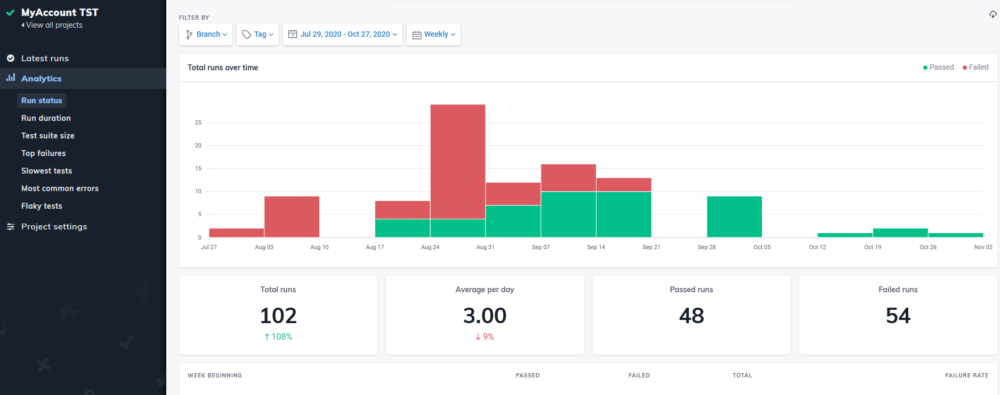 MyAccount TST
View all projects
Latest runs
Analytics
Run status
Run duration
Test suite size
Top failures
Slowest tests
Most common errors
Flaky tests
Project settings
FILTER BY
Branch Tag Jul 29, 2020 - Oct 27, 2020 Weekly
Total runs over time Passed Failed
25
20
15
10
5
0
Jul 27 Aug 03 Aug 10 Aug 17 Aug 24 Aug 31 Sep 07 Sep 14 Sep 21 Sep 28 Oct 05 Oct 12 Oct 19 Oct 26 Nov 02
Total runs Average per day Passed runs Failed runs
102 3.00 48 54
↑ 108% ↓ 9%
WEEK BEGINNING PASSED FAILED TOTAL FAILURE RATE